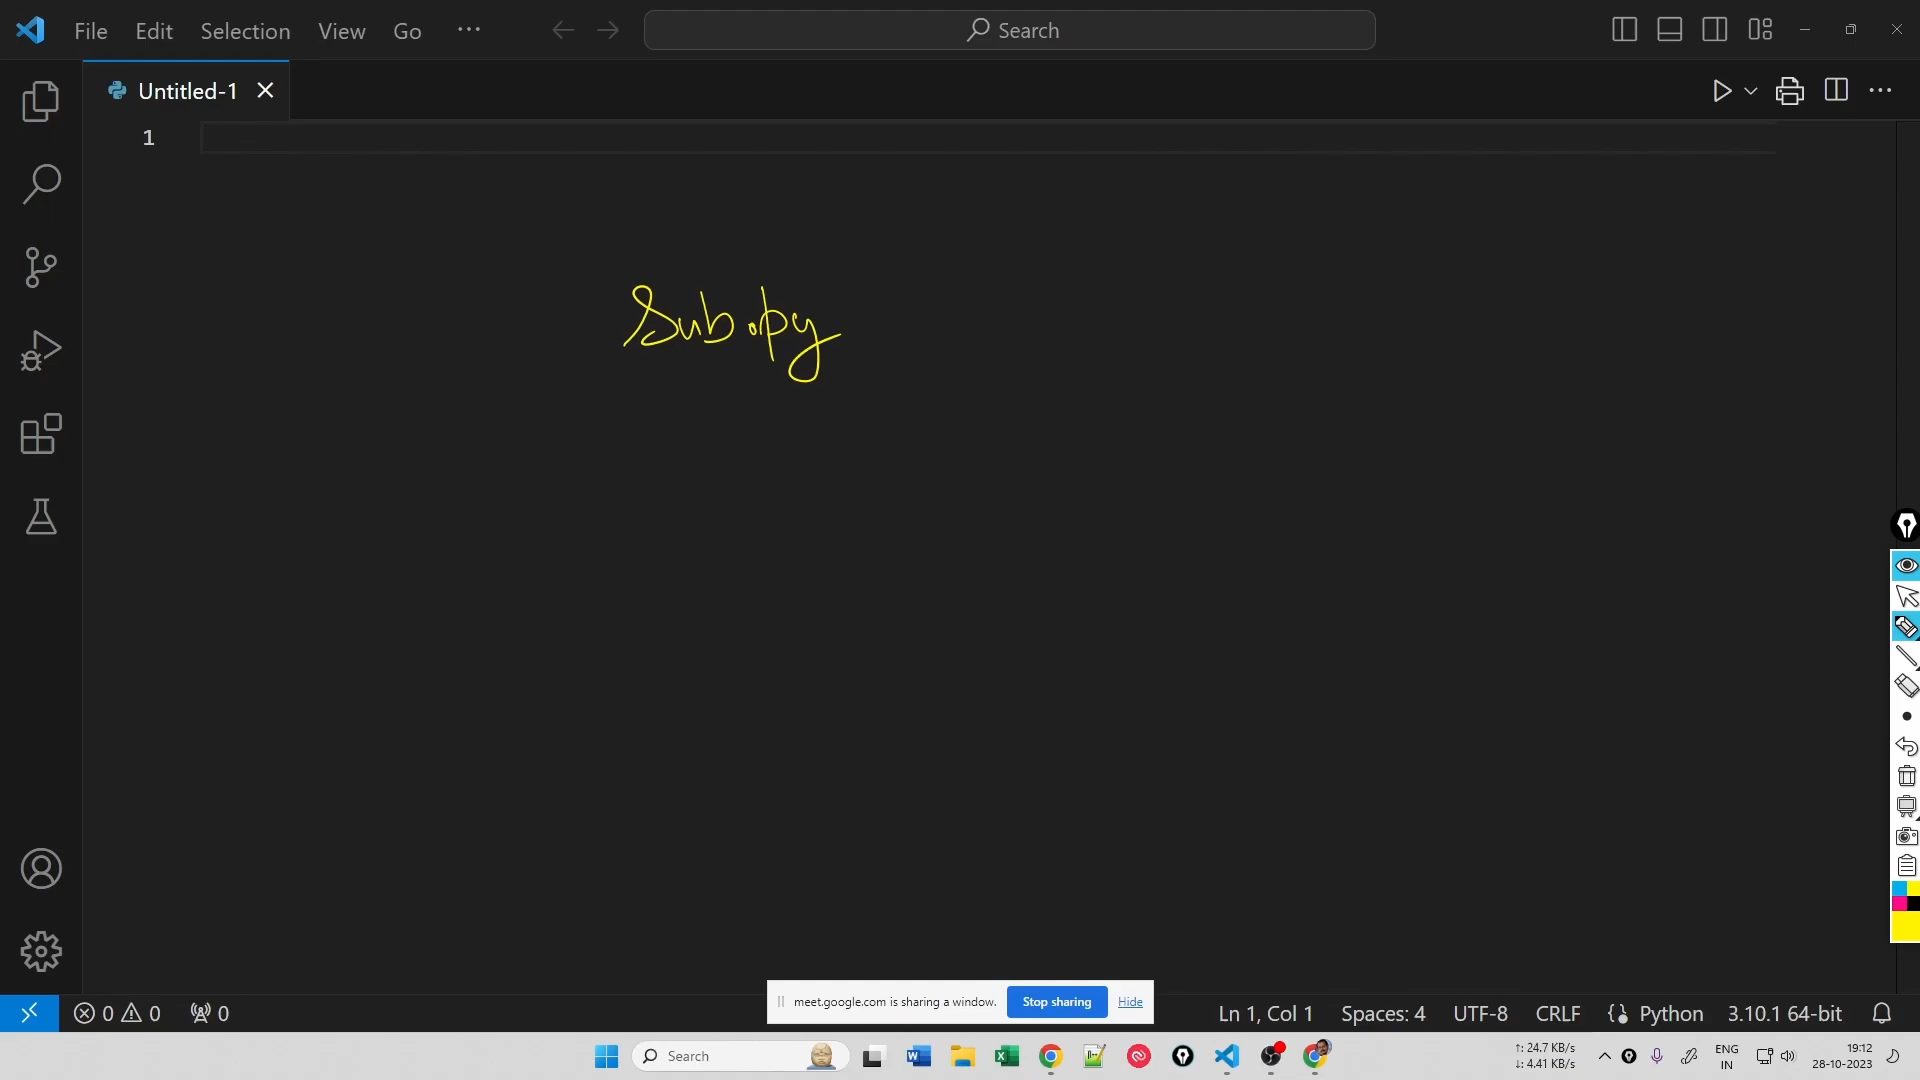 File Edit Selection View Go ··· Search
Untitled-1
1
Sub.py
meet.google.com is sharing a window. Stop sharing Hide
0 0 0 Ln 1, Col 1 Spaces: 4 UTF-8 CRLF Python 3.10.1 64-bit
Search
↑: 24.7 KB/s
↓: 4.41 KB/s
ENG
IN
19:12
28-10-2023